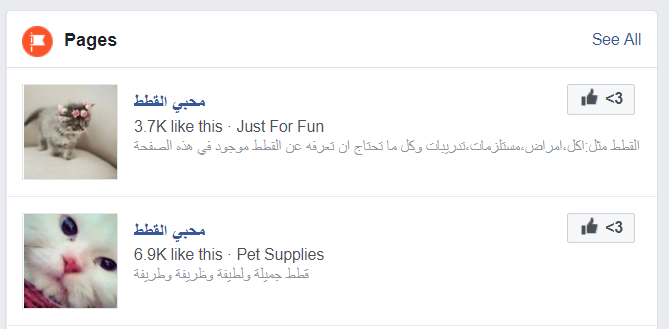 Pages
See All
محبي القطط
<3
3.7K like this · Just For Fun
القطط مثل:اكل،امراض،مستلزمات،تدريبات وكل ما تحتاج ان تعرفه عن القطط موجود في هذه الصفحة
محبي القطط
<3
6.9K like this · Pet Supplies
قطط جميلة ولطيفة وظريفة وطريفة